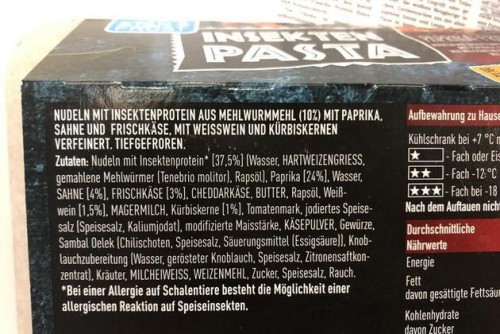 INSEKTEN
PASTA
NUDELN MIT INSEKTENPROTEIN AUS MEHLWURMMEHL (10%) MIT PAPRIKA,
SAHNE UND FRISCHKÄSE, MIT WEISSWEIN UND KÜRBISKERNEN
VERFEINERT. TIEFGEFROREN.
Zutaten: Nudeln mit Insektenprotein* [37,5%] (Wasser, HARTWEIZENGRIESS,
gemahlene Mehlwürmer (Tenebrio molitor), Rapsöl), Paprika [24%], Wasser,
SAHNE [4%], FRISCHKÄSE [3%], CHEDDARKÄSE, BUTTER, Rapsöl, Weiß-
wein [1,5%], MAGERMILCH, Kürbiskerne [1%], Tomatenmark, jodiertes Speise-
salz (Speisesalz, Kaliumjodat), modifizierte Maisstärke, KÄSEPULVER, Gewürze,
Sambal Oelek (Chilischoten, Speisesalz, Säuerungsmittel (Essigsäure)), Knob-
lauchzubereitung (Wasser, gerösteter Knoblauch, Speisesalz, Zitronensaftkon-
zentrat), Kräuter, MILCHEIWEISS, WEIZENMEHL, Zucker, Speisesalz, Rauch.
*Bei einer Allergie auf Schalentiere besteht die Möglichkeit einer
allergischen Reaktion auf Speiseinsekten.
Aufbewahrung zu Hause
Kühlschrank bei +7 °C
- Fach oder Eis
- Fach -12 °C
- Fach bei -18
Nach dem Auftauen nicht
Durchschnittliche
Nährwerte
Energie
Fett
davon gesättigte Fettsäu
Kohlenhydrate
davon Zucker